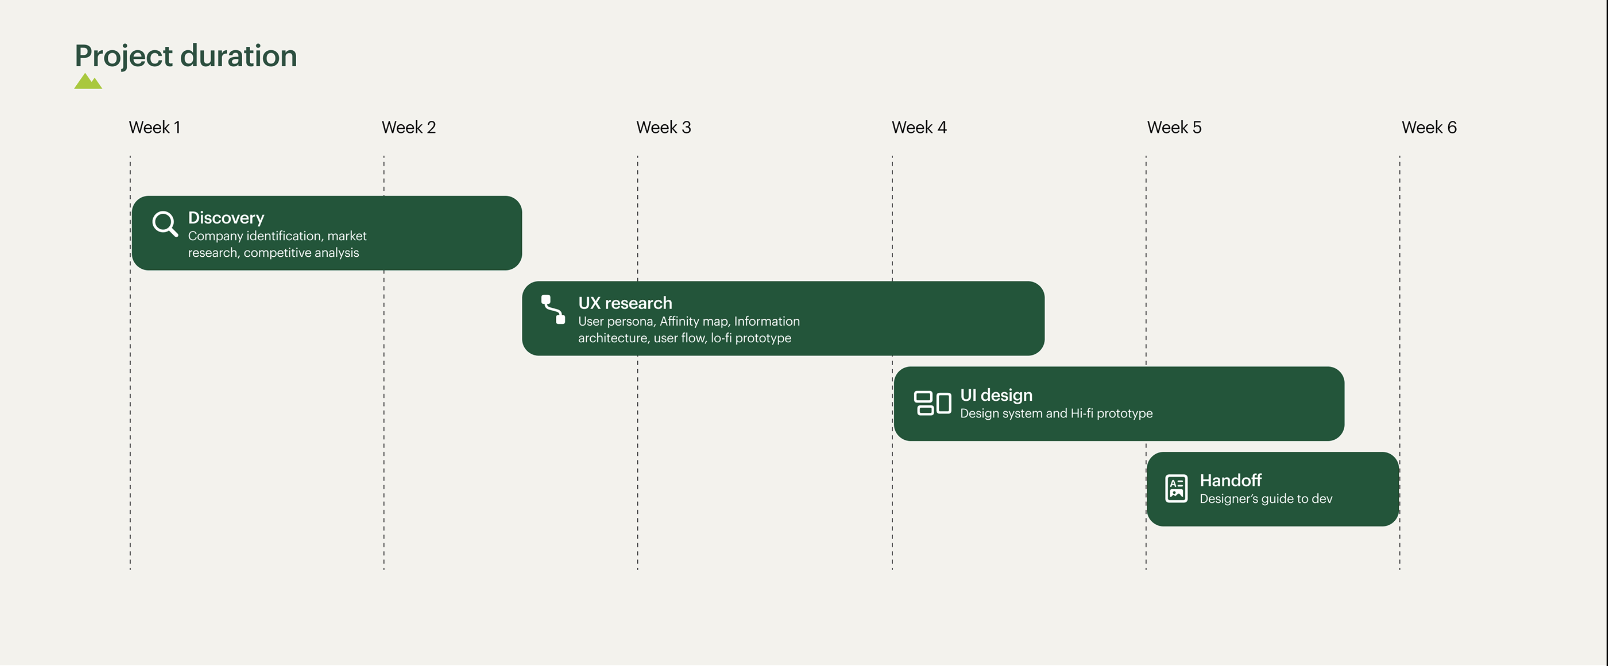 Project duration
Week 1
Week 2
Week 3
Week 4
Week 5
Week 6
Discovery
Company identification, market
research, competitive analysis
UX research
User persona, Affinity map, Information
architecture, user flow, lo-fi prototype
UI design
Design system and Hi-fi prototype
Handoff
Designer’s guide to dev